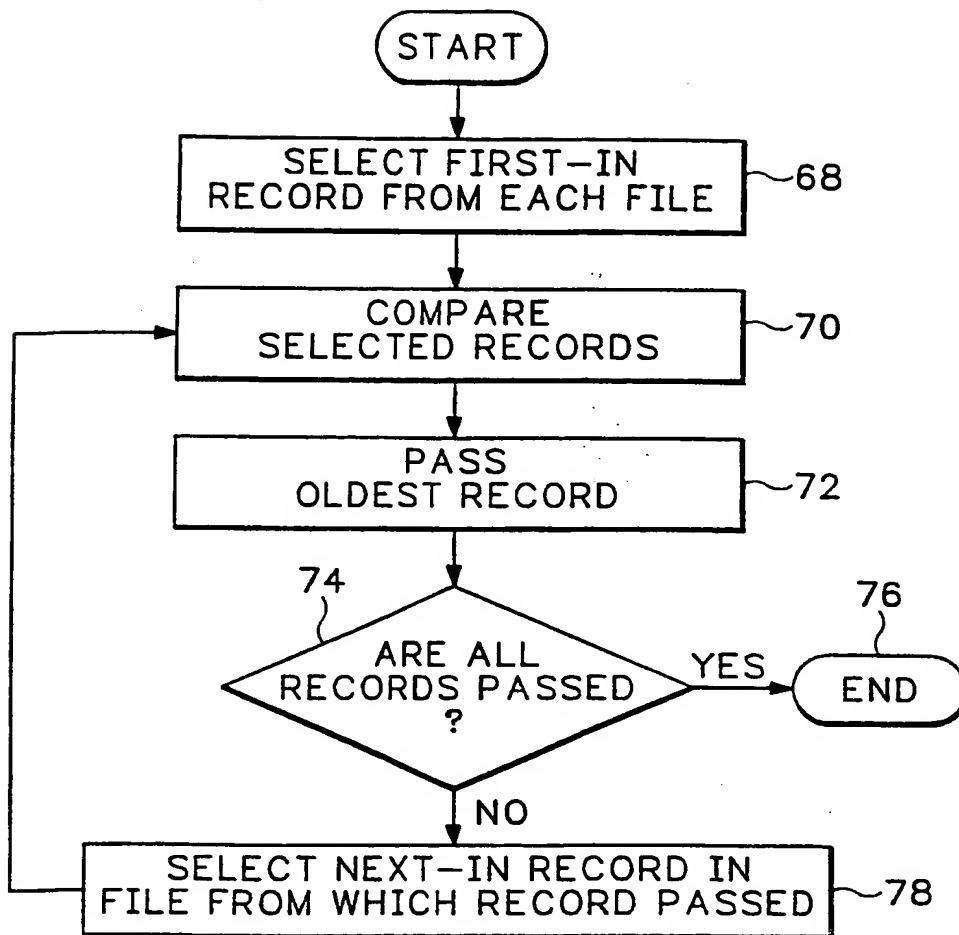 START
SELECT FIRST-IN
RECORD FROM EACH FILE
68
COMPARE
SELECTED RECORDS
70
PASS
OLDEST RECORD
72
74
ARE ALL
RECORDS PASSED
?
YES
76
END
NO
SELECT NEXT-IN RECORD IN
FILE FROM WHICH RECORD PASSED
78